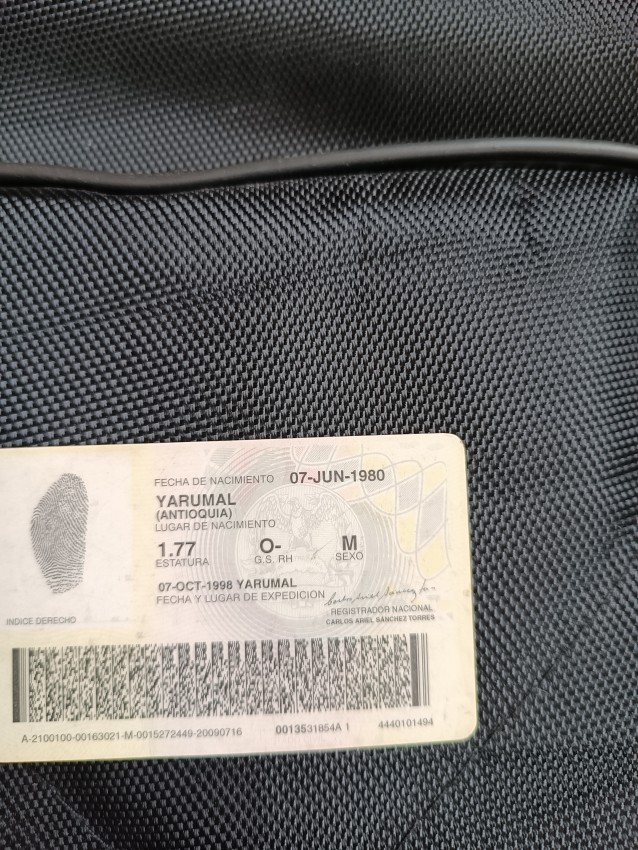 FECHA DE NACIMIENTO 07-JUN-1980
YARUMAL
(ANTIOQUIA)
LUGAR DE NACIMIENTO
1.77 O- M
ESTATURA G.S. RH SEXO
07-OCT-1998 YARUMAL
FECHA Y LUGAR DE EXPEDICION
REGISTRADOR NACIONAL
CARLOS ARIEL SÁNCHEZ TORRES
INDICE DERECHO
A-2100100-00163021-M-0015272449-20090716 0013531854A 1 4440101494